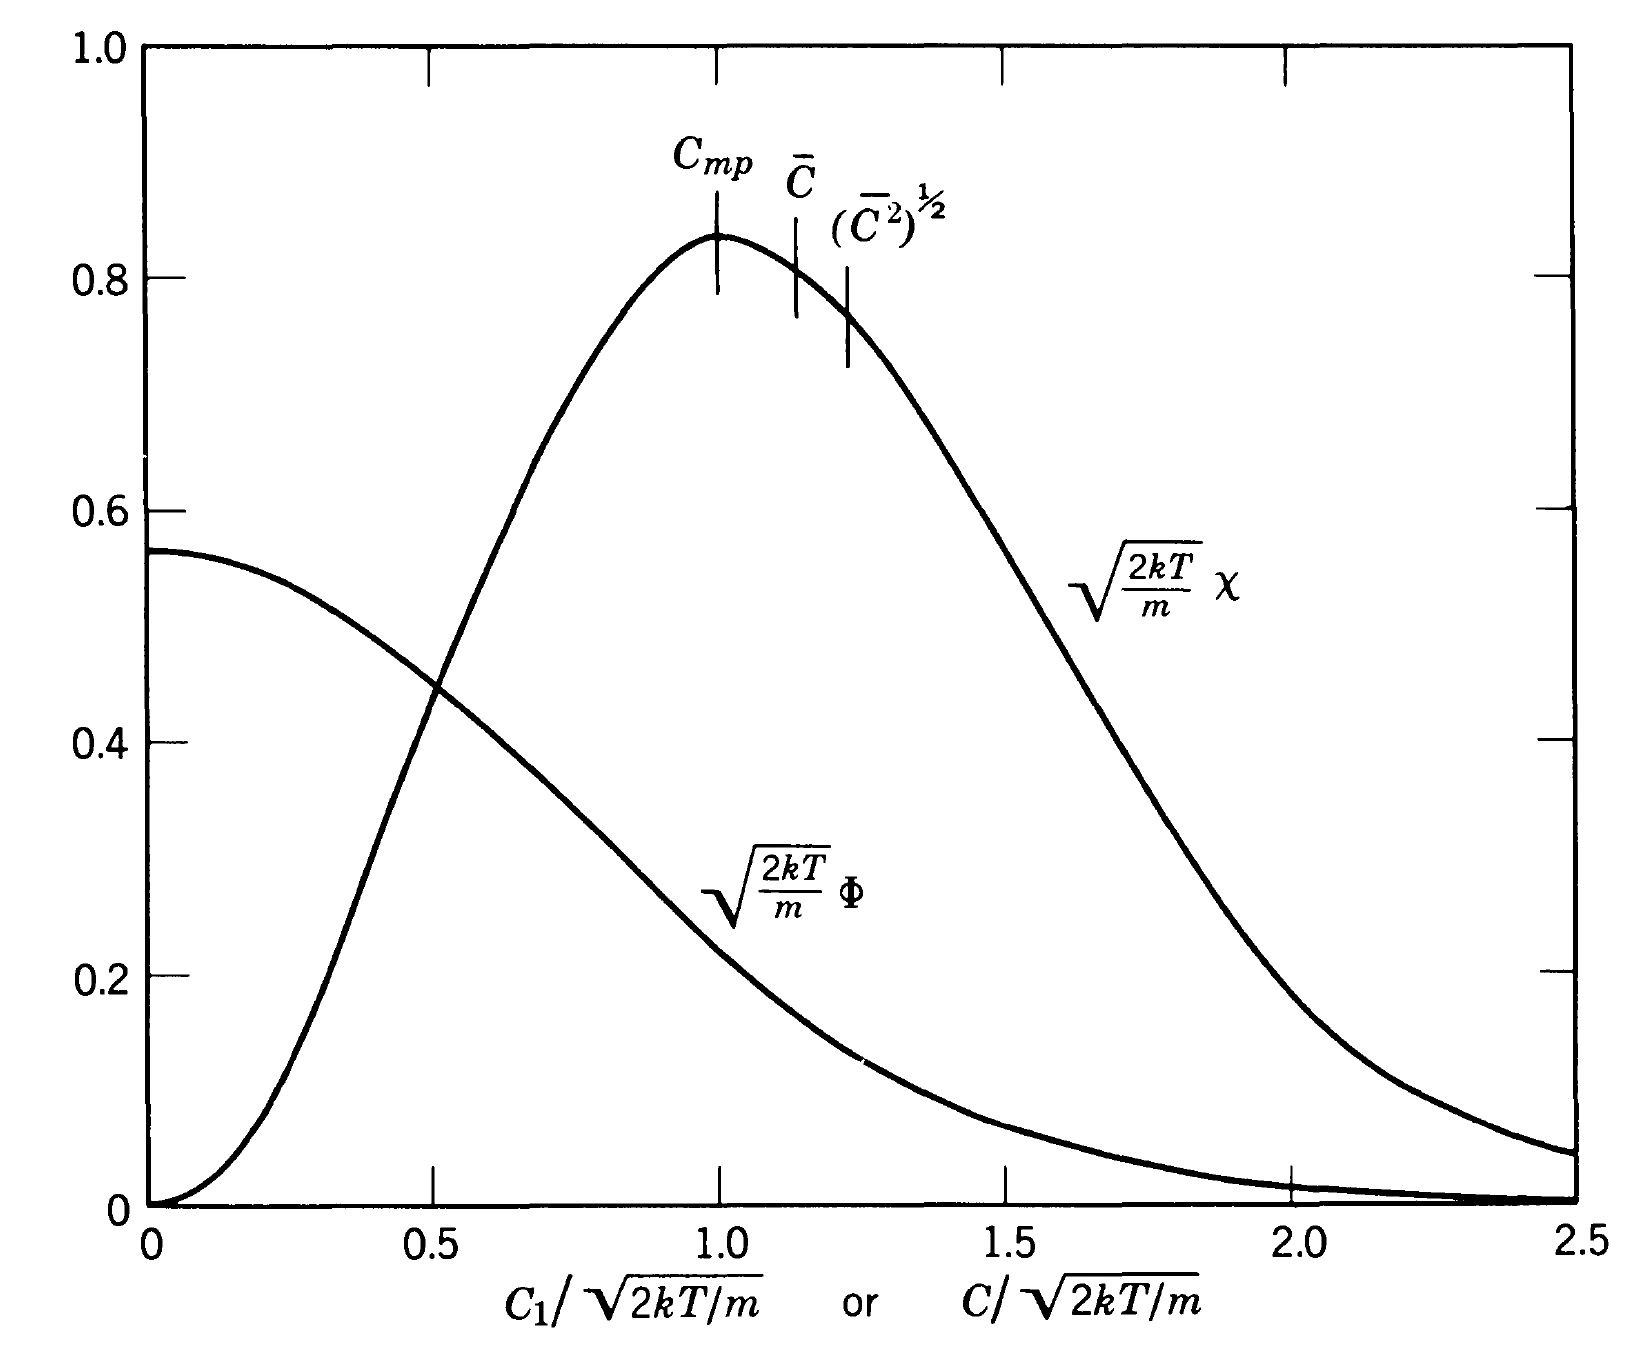 1.0
C_mp
C̄
(C̄²)^½
0.8
0.6
√(2kT/m) χ
0.4
√(2kT/m) Φ
0.2
0
0 0.5 1.0 1.5 2.0 2.5
C₁/√(2kT/m) or C/√(2kT/m)